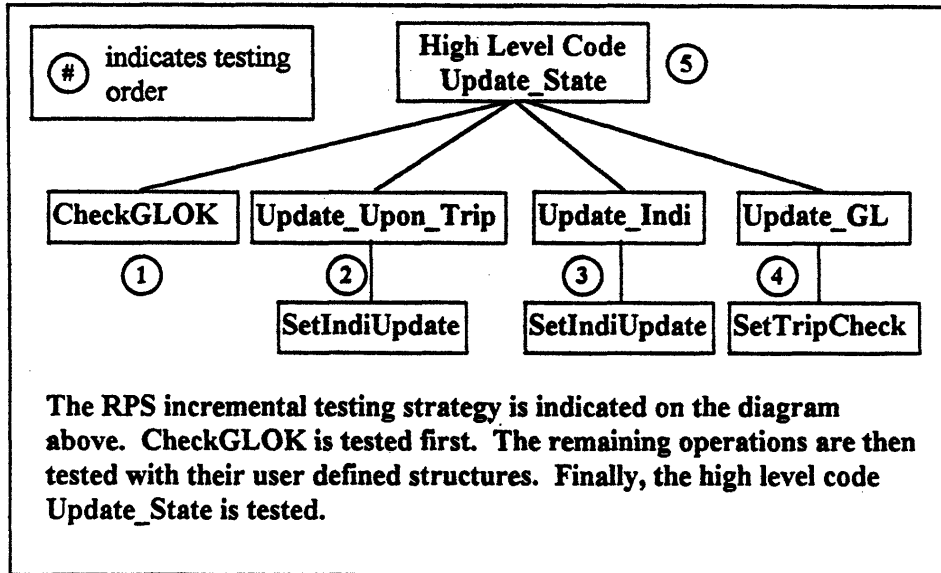 # indicates testing
order
High Level Code
Update_State
5
CheckGLOK
Update_Upon_Trip
Update_Indi
Update_GL
1
2
3
4
SetIndiUpdate
SetIndiUpdate
SetTripCheck
The RPS incremental testing strategy is indicated on the diagram
above. CheckGLOK is tested first. The remaining operations are then
tested with their user defined structures. Finally, the high level code
Update_State is tested.